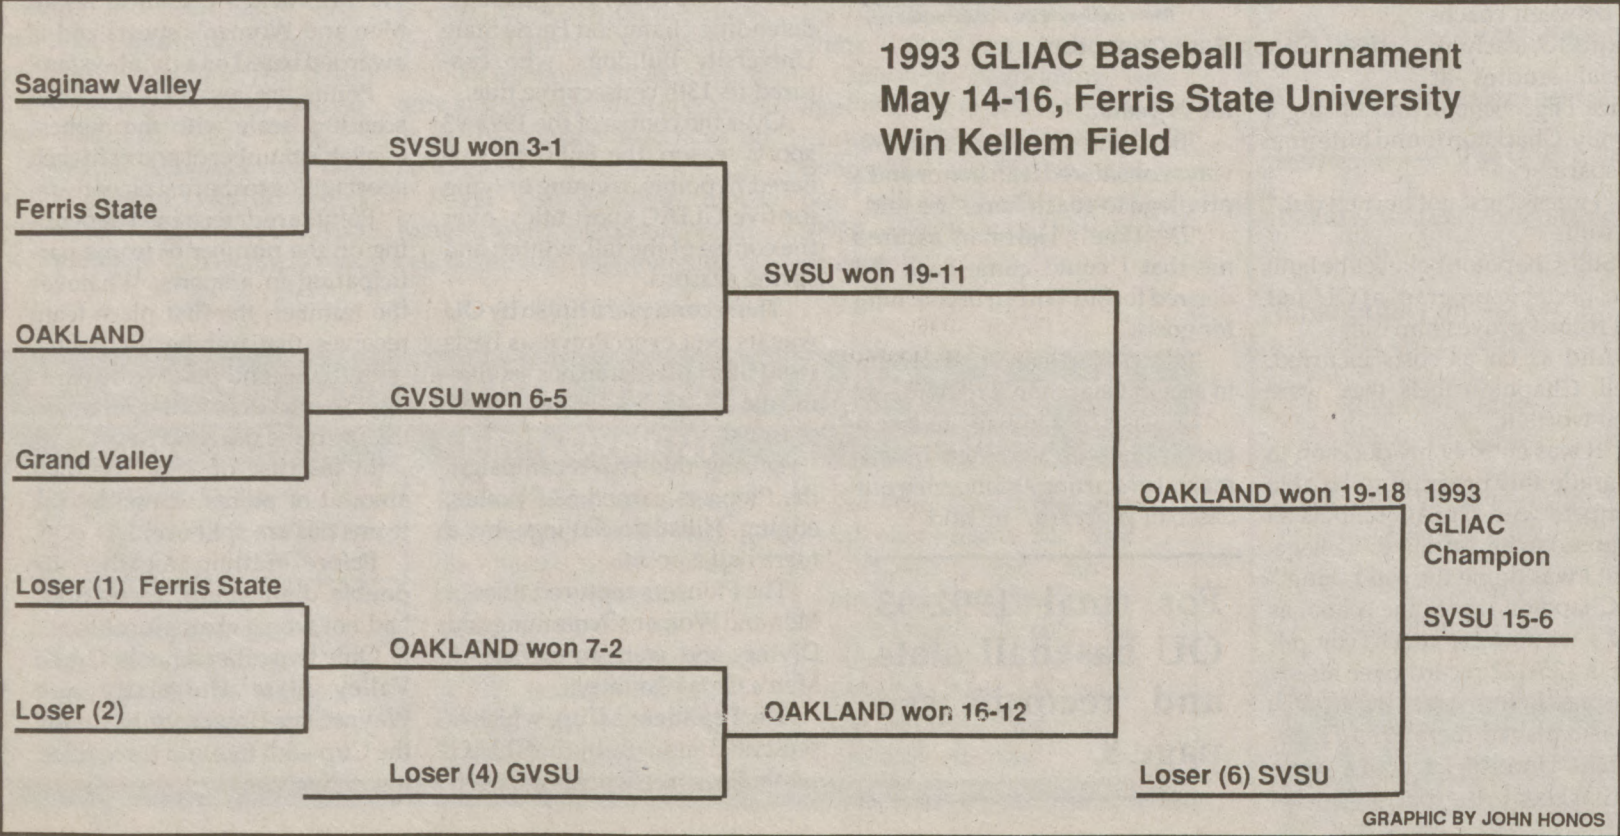 1993 GLIAC Baseball Tournament
May 14-16, Ferris State University
Win Kellem Field
Saginaw Valley
SVSU won 3-1
Ferris State
SVSU won 19-11
OAKLAND
GVSU won 6-5
Grand Valley
OAKLAND won 19-18
1993
GLIAC
Champion
SVSU 15-6
Loser (1) Ferris State
OAKLAND won 7-2
Loser (2)
OAKLAND won 16-12
Loser (4) GVSU
Loser (6) SVSU
GRAPHIC BY JOHN HONOS